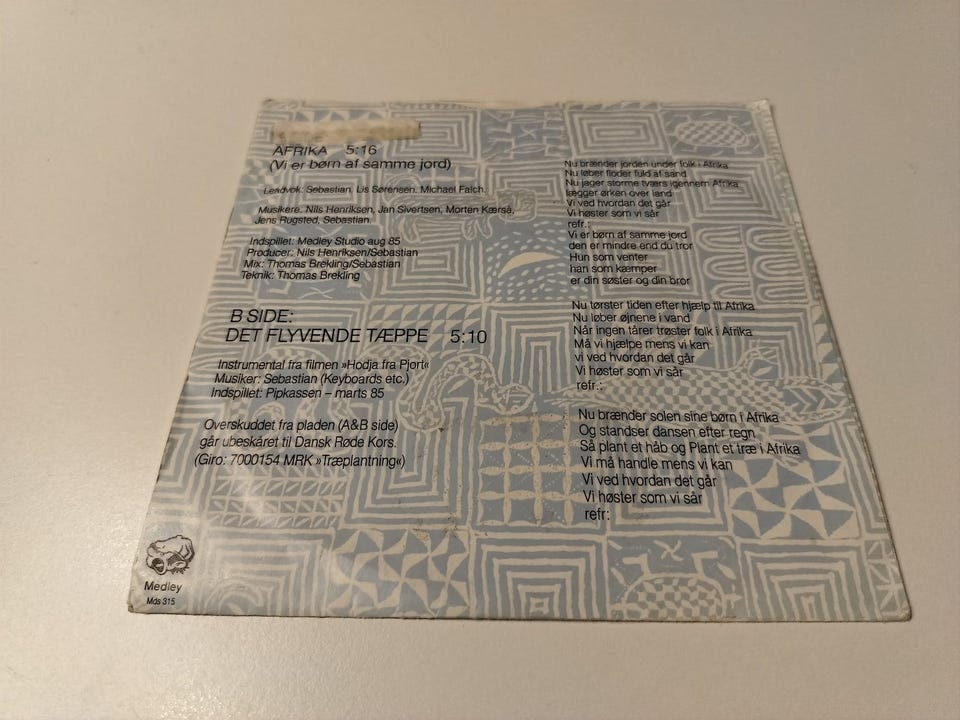 AFRIKA 5:16
(Vi er børn af samme jord)
Leadvok: Sebastian, Lis Sørensen, Michael Falch.
Musikere: Nils Henriksen, Jan Sivertsen, Morten Kærså,
Jens Rugsted, Sebastian.
Indspillet: Medley Studio aug 85
Producer: Nils Henriksen/Sebastian
Mix: Thomas Brekling/Sebastian
Teknik: Thomas Brekling
B SIDE:
DET FLYVENDE TÆPPE 5:10
Instrumental fra filmen »Hodja fra Pjort«
Musiker: Sebastian (Keyboards etc.)
Indspillet: Pipkassen – marts 85
Overskuddet fra pladen (A&B side)
går ubeskåret til Dansk Røde Kors.
(Giro: 7000154 MRK »Træplantning«)
Medley
Mds 315
Nu brænder jorden under folk i Afrika
Nu løber floder fuld af sand
Nu jager storme tværs igennem Afrika
lægger ørken over land
Vi ved hvordan det går
Vi høster som vi sår
refr.:
Vi er børn af samme jord
den er mindre end du tror
Hun som venter
han som kæmper
er din søster og din bror
Nu tørster tiden efter hjælp til Afrika
Nu løber øjnene i vand
Når ingen tårer trøster folk i Afrika
Må vi hjælpe mens vi kan
vi ved hvordan det går
Vi høster som vi sår
refr.:
Nu brænder solen sine børn i Afrika
Og standser dansen efter regn
Så plant et håb og Plant et træ i Afrika
Vi må handle mens vi kan
Vi ved hvordan det går
Vi høster som vi sår
refr: